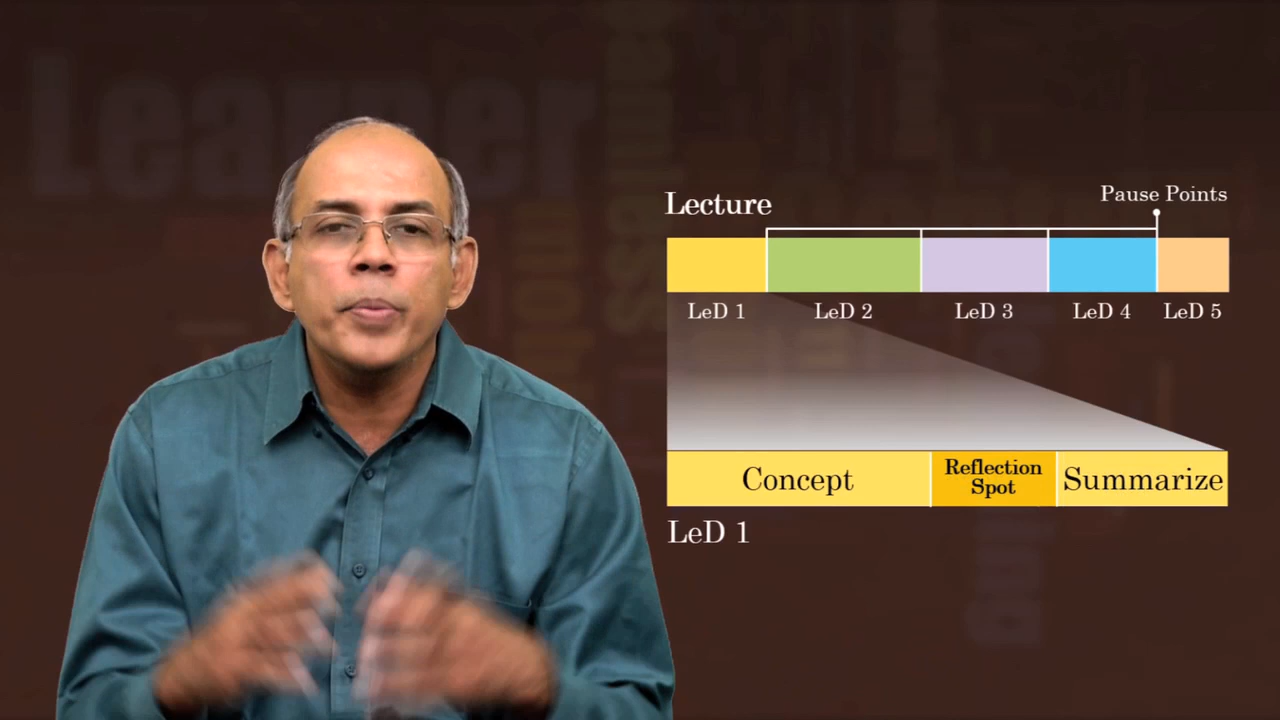 Learner
Lecture
Pause Points
LeD 1
LeD 2
LeD 3
LeD 4
LeD 5
Concept
Reflection
Spot
Summarize
LeD 1